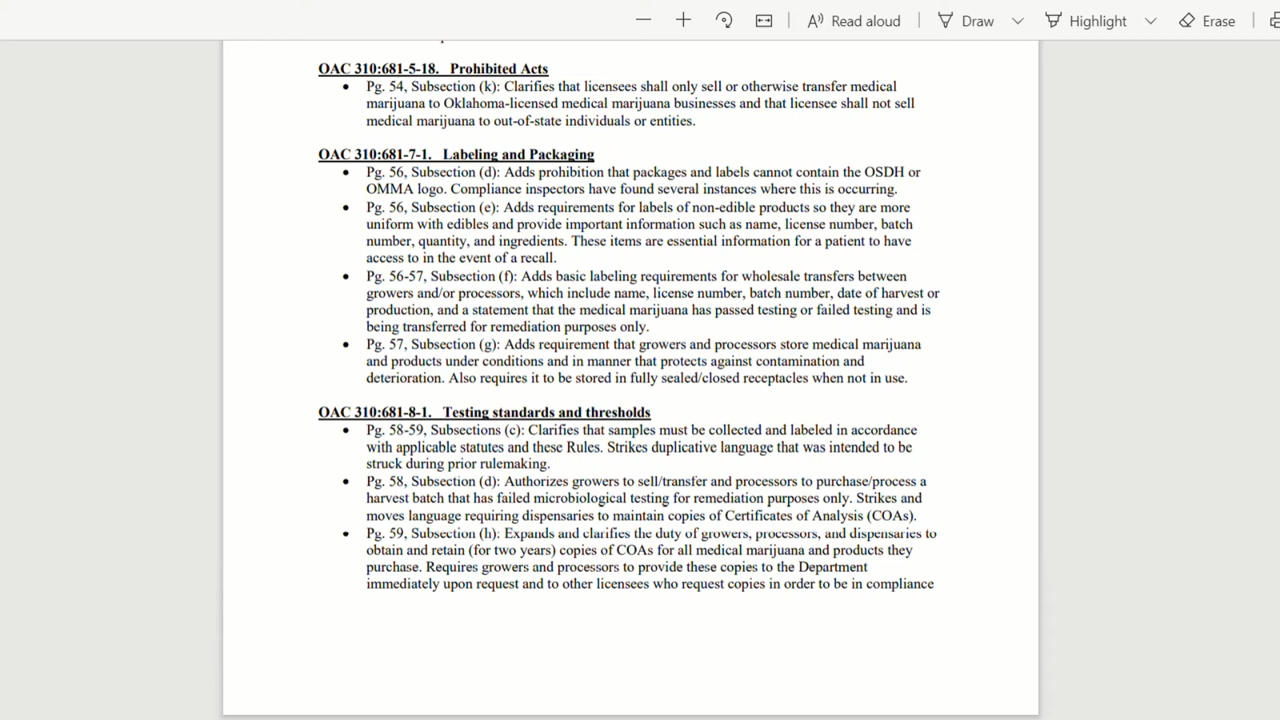 Read aloud
Draw
Highlight
Erase
OAC 310:681-5-18. Prohibited Acts
• Pg. 54, Subsection (k): Clarifies that licensees shall only sell or otherwise transfer medical
marijuana to Oklahoma-licensed medical marijuana businesses and that licensee shall not sell
medical marijuana to out-of-state individuals or entities.
OAC 310:681-7-1. Labeling and Packaging
• Pg. 56, Subsection (d): Adds prohibition that packages and labels cannot contain the OSDH or
OMMA logo. Compliance inspectors have found several instances where this is occurring.
• Pg. 56, Subsection (e): Adds requirements for labels of non-edible products so they are more
uniform with edibles and provide important information such as name, license number, batch
number, quantity, and ingredients. These items are essential information for a patient to have
access to in the event of a recall.
• Pg. 56-57, Subsection (f): Adds basic labeling requirements for wholesale transfers between
growers and/or processors, which include name, license number, batch number, date of harvest or
production, and a statement that the medical marijuana has passed testing or failed testing and is
being transferred for remediation purposes only.
• Pg. 57, Subsection (g): Adds requirement that growers and processors store medical marijuana
and products under conditions and in manner that protects against contamination and
deterioration. Also requires it to be stored in fully sealed/closed receptacles when not in use.
OAC 310:681-8-1. Testing standards and thresholds
• Pg. 58-59, Subsections (c): Clarifies that samples must be collected and labeled in accordance
with applicable statutes and these Rules. Strikes duplicative language that was intended to be
struck during prior rulemaking.
• Pg. 58, Subsection (d): Authorizes growers to sell/transfer and processors to purchase/process a
harvest batch that has failed microbiological testing for remediation purposes only. Strikes and
moves language requiring dispensaries to maintain copies of Certificates of Analysis (COAs).
• Pg. 59, Subsection (h): Expands and clarifies the duty of growers, processors, and dispensaries to
obtain and retain (for two years) copies of COAs for all medical marijuana and products they
purchase. Requires growers and processors to provide these copies to the Department
immediately upon request and to other licensees who request copies in order to be in compliance